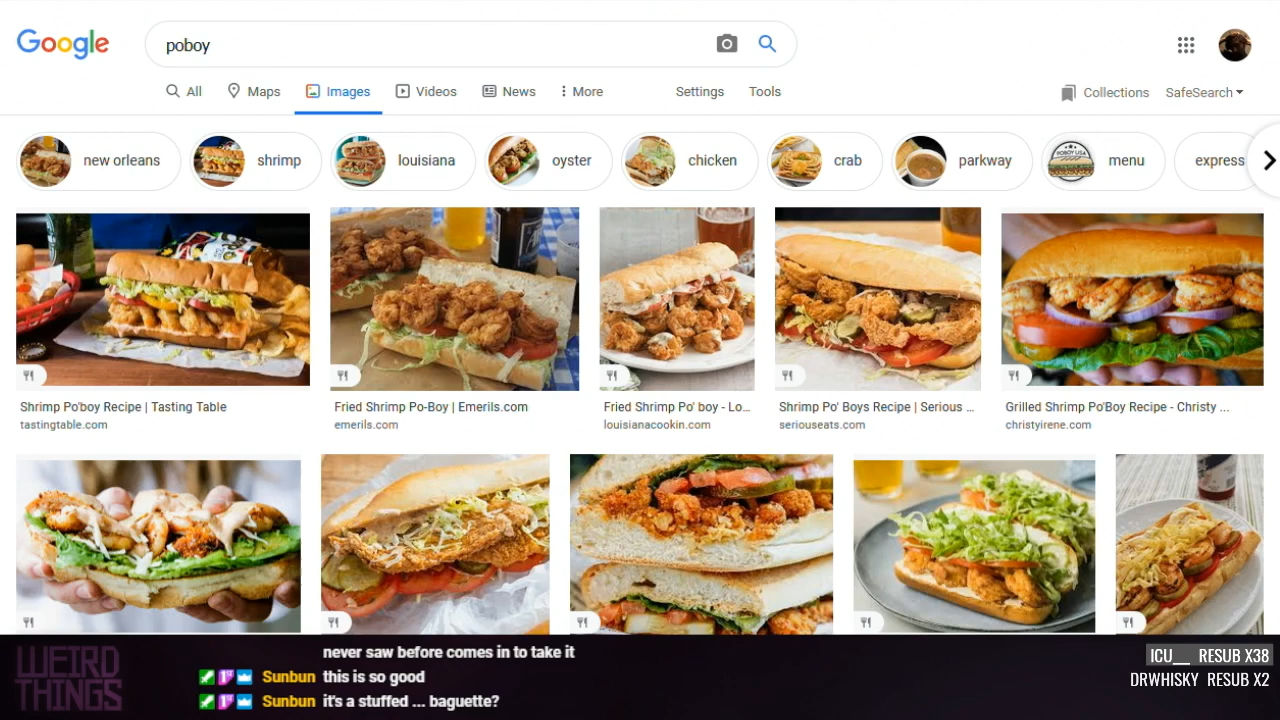 Google
poboy
All
Maps
Images
Videos
News
More
Settings
Tools
Collections
SafeSearch
new orleans
shrimp
louisiana
oyster
chicken
crab
parkway
menu
express
Shrimp Po'boy Recipe | Tasting Table
tastingtable.com
Fried Shrimp Po-Boy | Emerils.com
emerils.com
Fried Shrimp Po' boy - Lo...
louisianacookin.com
Shrimp Po' Boys Recipe | Serious ...
seriouseats.com
Grilled Shrimp Po'Boy Recipe - Christy ...
christyirene.com
WEIRD
THINGS
never saw before comes in to take it
Sunbun this is so good
Sunbun it's a stuffed ... baguette?
ICU__ RESUB X38
DRWHISKY RESUB X2